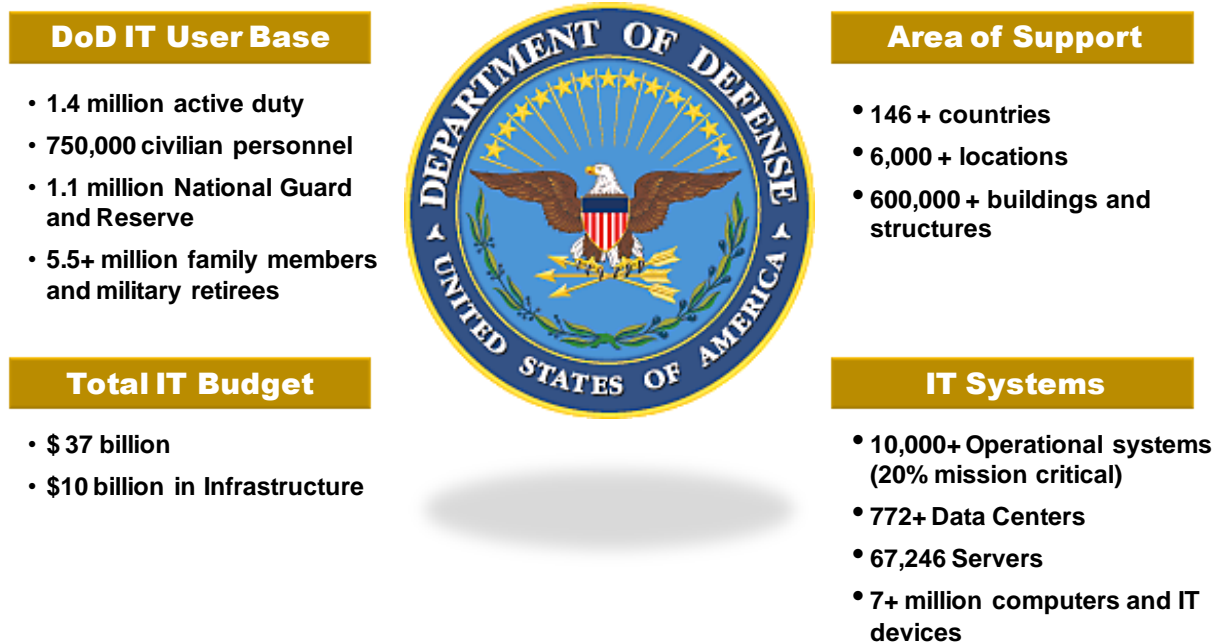 DoD IT User Base
• 1.4 million active duty
• 750,000 civilian personnel
• 1.1 million National Guard
and Reserve
• 5.5+ million family members
and military retirees
Total IT Budget
• $ 37 billion
• $10 billion in Infrastructure
DEPARTMENT OF DEFENSE
UNITED STATES OF AMERICA
Area of Support
• 146 + countries
• 6,000 + locations
• 600,000 + buildings and
structures
IT Systems
• 10,000+ Operational systems
(20% mission critical)
• 772+ Data Centers
• 67,246 Servers
• 7+ million computers and IT
devices